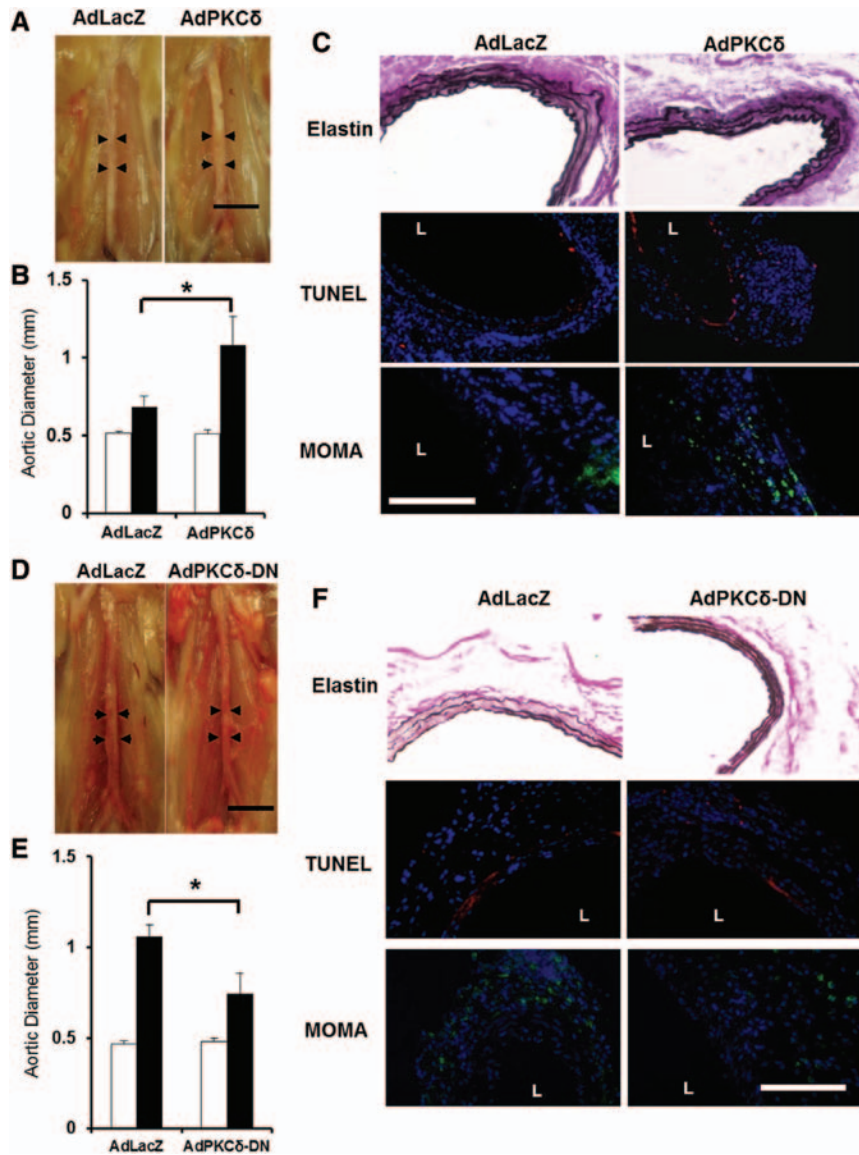 A
AdLacZ
AdPKCδ
B
1.5
1
0.5
0
Aortic Diameter (mm)
*
AdLacZ
AdPKCδ
C
AdLacZ
AdPKCδ
Elastin
TUNEL
L
L
MOMA
L
L
D
AdLacZ
AdPKCδ-DN
E
1.5
1
0.5
0
Aortic Diameter (mm)
*
AdLacZ
AdPKCδ-DN
F
AdLacZ
AdPKCδ-DN
Elastin
TUNEL
L
L
MOMA
L
L